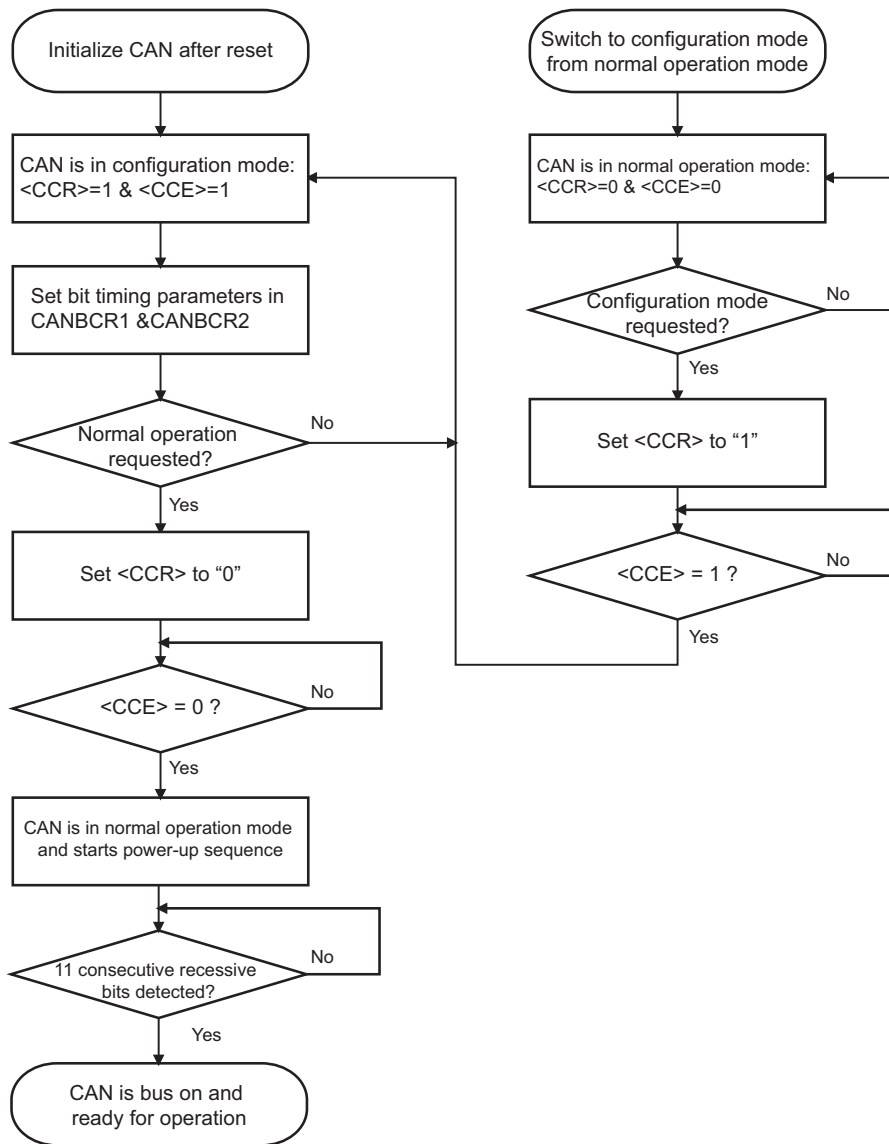 Initialize CAN after reset
CAN is in configuration mode:
<CCR>=1 & <CCE>=1
Set bit timing parameters in
CANBCR1 &CANBCR2
Normal operation
requested?
No
Yes
Set <CCR> to “0”
<CCE> = 0 ?
No
Yes
CAN is in normal operation mode
and starts power-up sequence
11 consecutive recessive
bits detected?
No
Yes
CAN is bus on and
ready for operation
Switch to configuration mode
from normal operation mode
CAN is in normal operation mode:
<CCR>=0 & <CCE>=0
Configuration mode
requested?
No
Yes
Set <CCR> to “1”
<CCE> = 1 ?
No
Yes